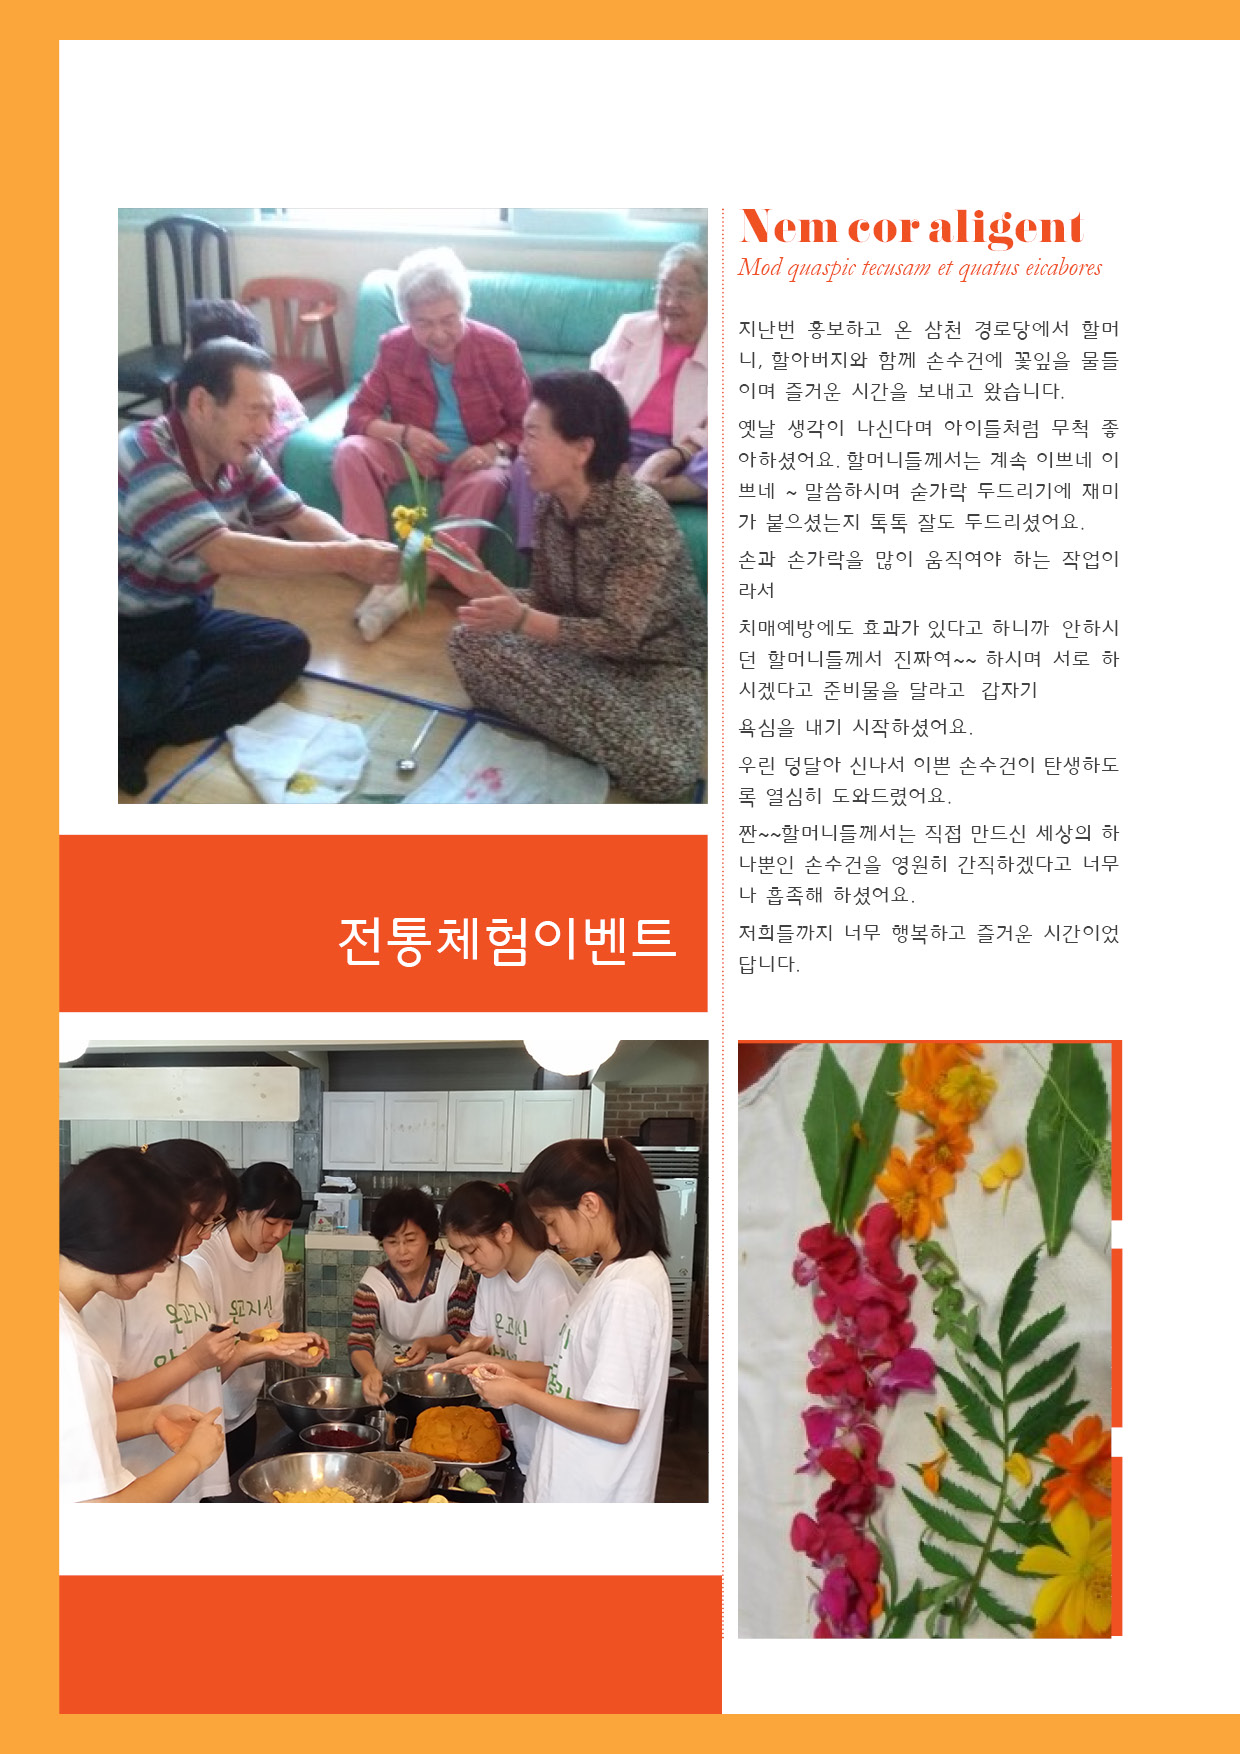 Nem cor aligent
Mod quaspic tecusam et quatus eicabores
지난번 홍보하고 온 삼천 경로당에서 할머
니, 할아버지와 함께 손수건에 꽃잎을 물들
이며 즐거운 시간을 보내고 왔습니다.
옛날 생각이 나신다며 아이들처럼 무척 좋
아하셨어요. 할머니들께서는 계속 이쁘네 이
쁘네 ~ 말씀하시며 숟가락 두드리기에 재미
가 붙으셨는지 톡톡 잘도 두드리셨어요.
손과 손가락을 많이 움직여야 하는 작업이
라서
치매예방에도 효과가 있다고 하니까 안하시
던 할머니들께서 진짜여~~ 하시며 서로 하
시겠다고 준비물을 달라고 갑자기
욕심을 내기 시작하셨어요.
우린 덩달아 신나서 이쁜 손수건이 탄생하도
록 열심히 도와드렸어요.
짠~~할머니들께서는 직접 만드신 세상의 하
나뿐인 손수건을 영원히 간직하겠다고 너무
나 흡족해 하셨어요.
저희들까지 너무 행복하고 즐거운 시간이었
답니다.
전통체험이벤트
온고지
온고지신
온고지신